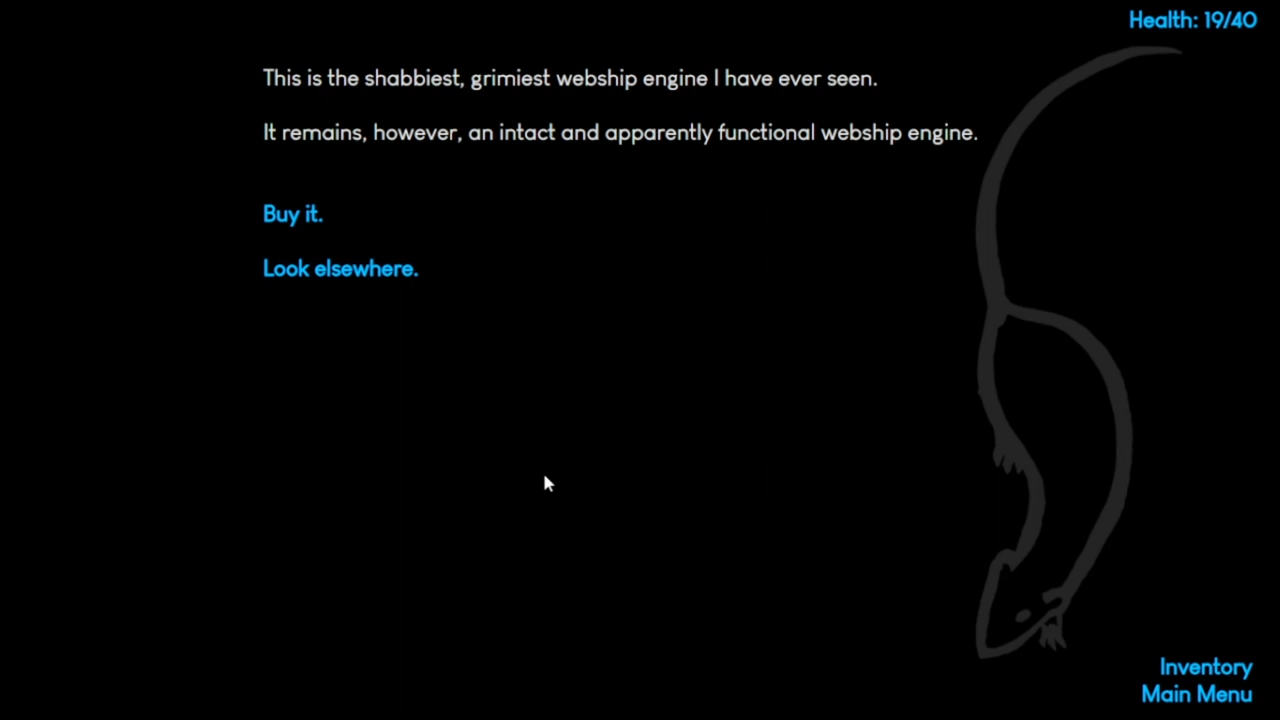 Health: 19/40
This is the shabbiest, grimiest webship engine I have ever seen.
It remains, however, an intact and apparently functional webship engine.
Buy it.
Look elsewhere.
Inventory
Main Menu